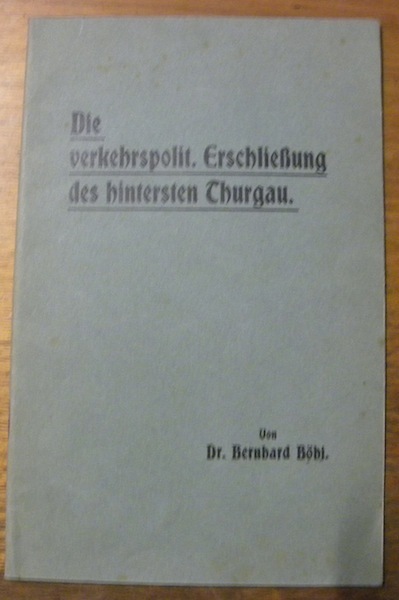 Die
verkehrspolit. Erschließung
des hintersten Thurgau.
Von
Dr. Bernhard Böhi.